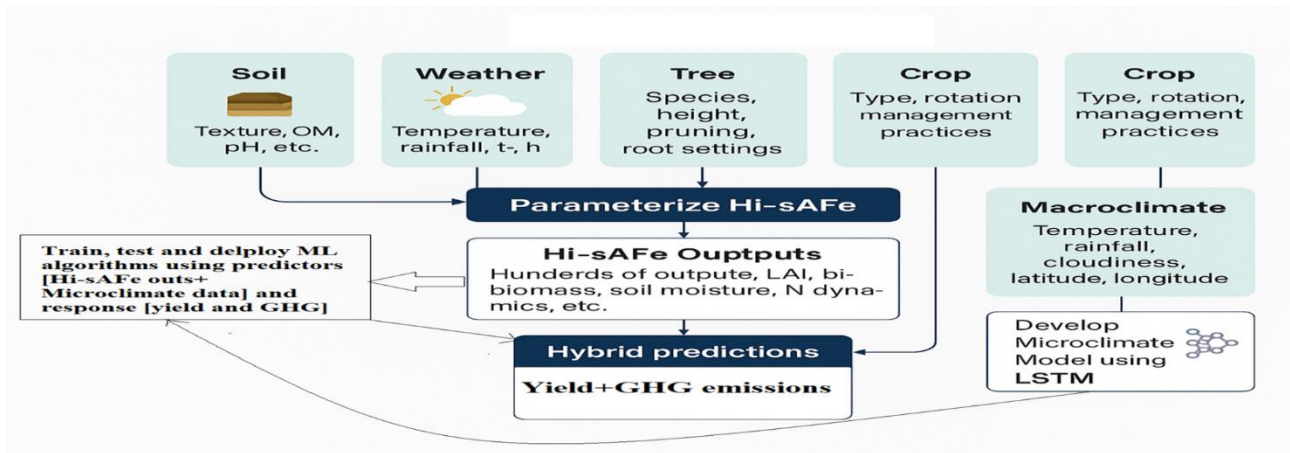 Soil
Texture, OM,
pH, etc.
Weather
Temperature,
rainfall, t-, h
Tree
Species,
height,
pruning,
root settings
Crop
Type, rotation
management
practices
Crop
Type, rotation,
management
practices
Parameterize Hi-sAFe
Macroclimate
Temperature,
rainfall,
cloudiness,
latitude, longitude
Train, test and delploy ML
algorithms using predictors
[Hi-sAFe outs+
Microclimate data] and
response [yield and GHG]
Hi-sAFe Ouptputs
Hunderds of outpute, LAI, bi-
biomass, soil moisture, N dyna-
mics, etc.
Hybrid predictions
Yield+GHG emissions
Develop
Microclimate
Model using
LSTM